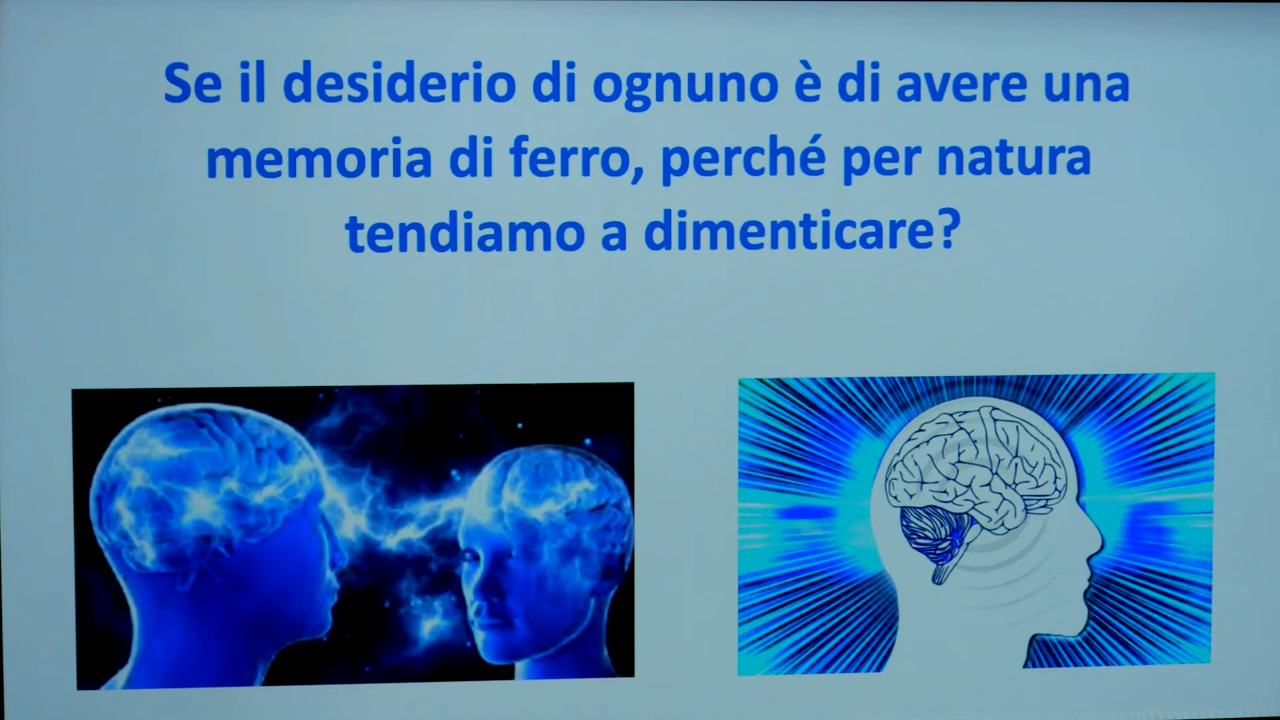 Se il desiderio di ognuno è di avere una
memoria di ferro, perché per natura
tendiamo a dimenticare?